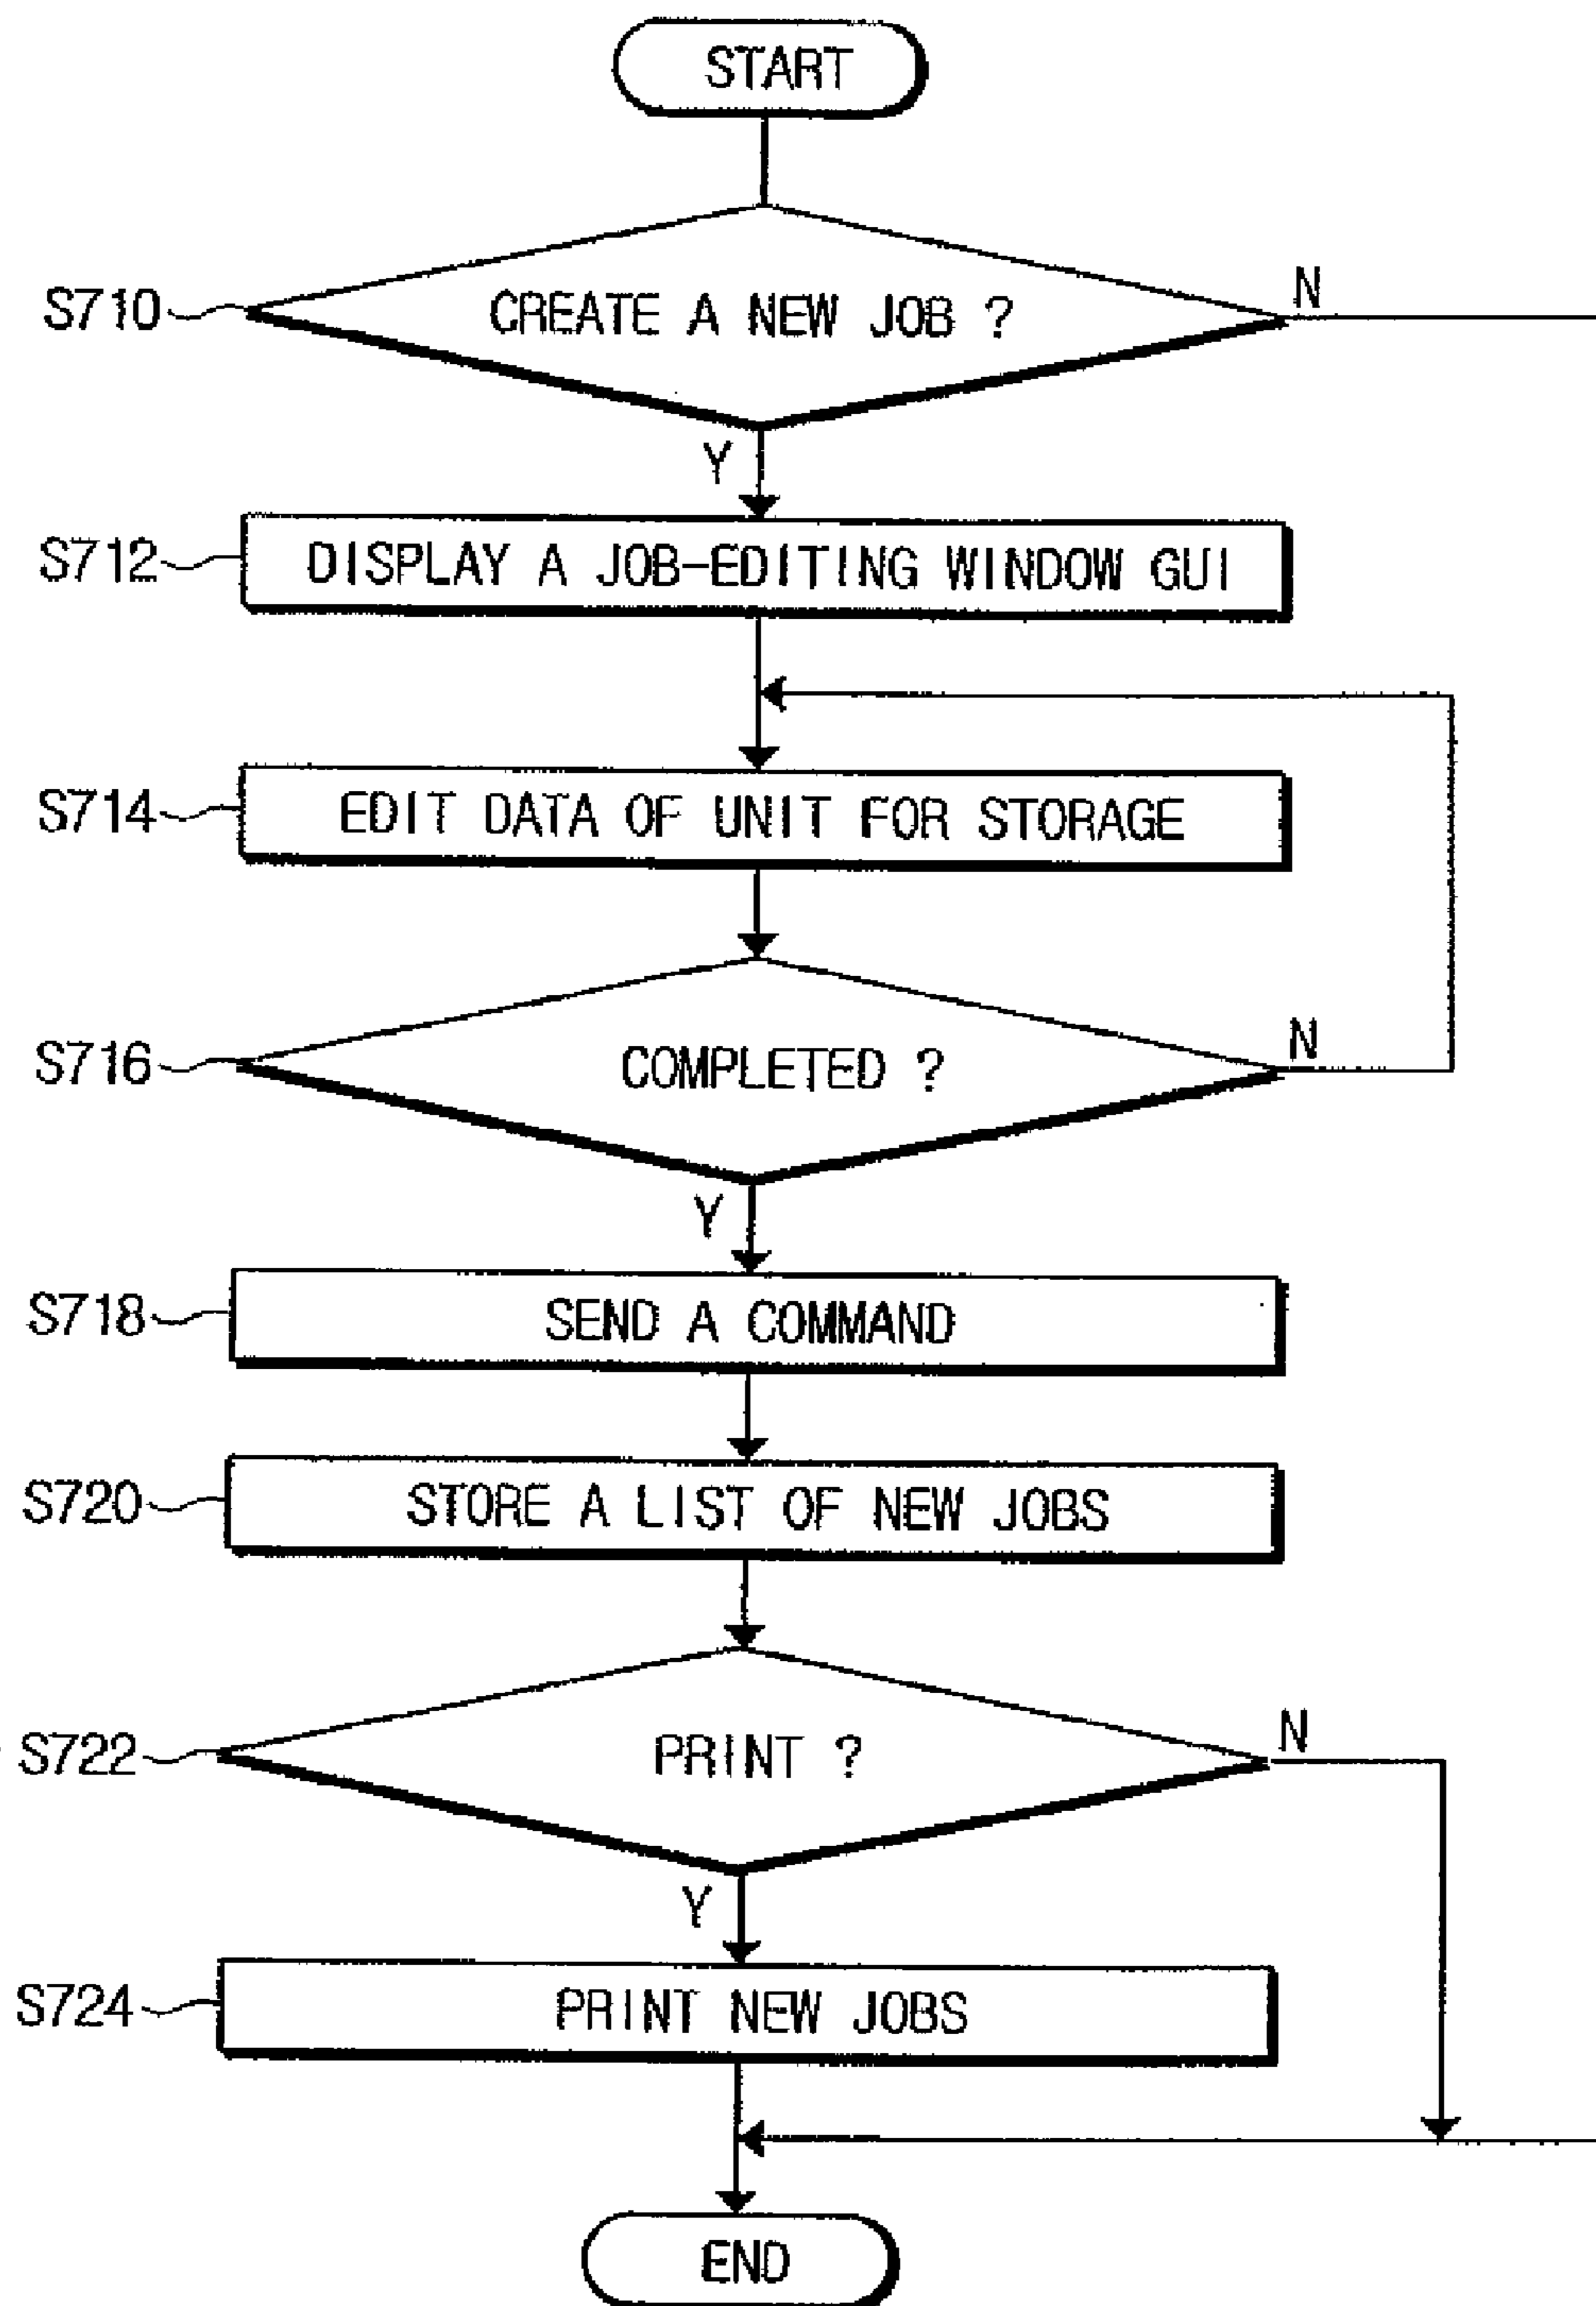 START
S710
CREATE A NEW JOB ?
N
Y
S712
DISPLAY A JOB-EDITING WINDOW GUI
S714
EDIT DATA OF UNIT FOR STORAGE
S716
COMPLETED ?
N
Y
S718
SEND A COMMAND
S720
STORE A LIST OF NEW JOBS
S722
PRINT ?
N
Y
S724
PRINT NEW JOBS
END